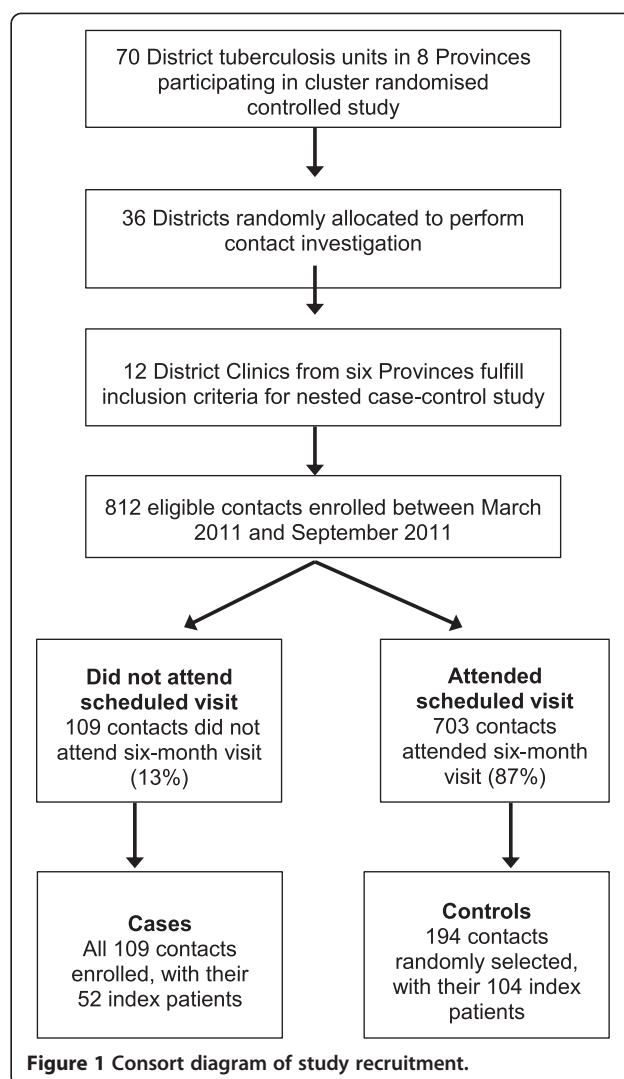 70 District tuberculosis units in 8 Provinces
participating in cluster randomised
controlled study
36 Districts randomly allocated to perform
contact investigation
12 District Clinics from six Provinces fulfill
inclusion criteria for nested case-control study
812 eligible contacts enrolled between March
2011 and September 2011
Did not attend
scheduled visit
109 contacts did not
attend six-month visit
(13%)
Attended
scheduled visit
703 contacts
attended six-month
visit (87%)
Cases
All 109 contacts
enrolled, with their
52 index patients
Controls
194 contacts
randomly selected,
with their 104 index
patients
Figure 1 Consort diagram of study recruitment.